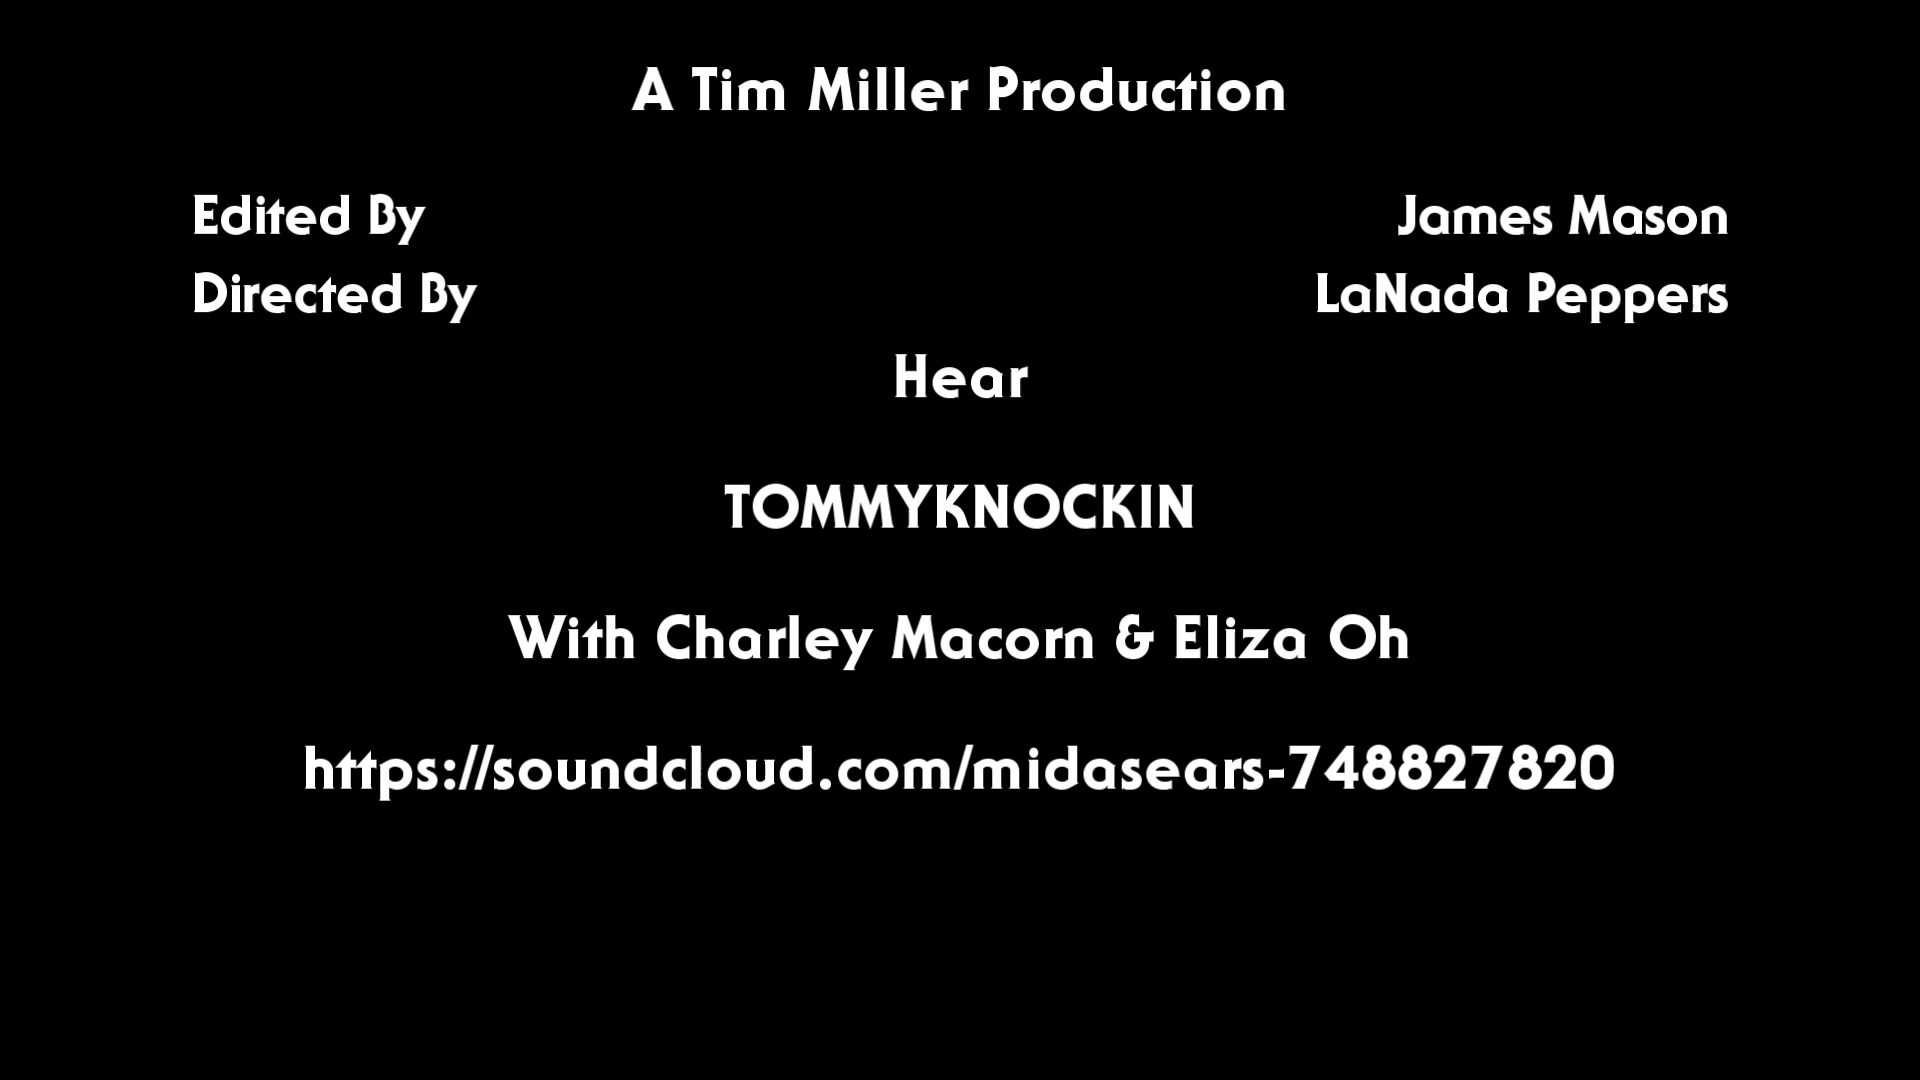 A Tim Miller Production
Edited By James Mason
Directed By LaNada Peppers
Hear
TOMMYKNOCKIN
With Charley Macorn & Eliza Oh
https://soundcloud.com/midasears-748827820